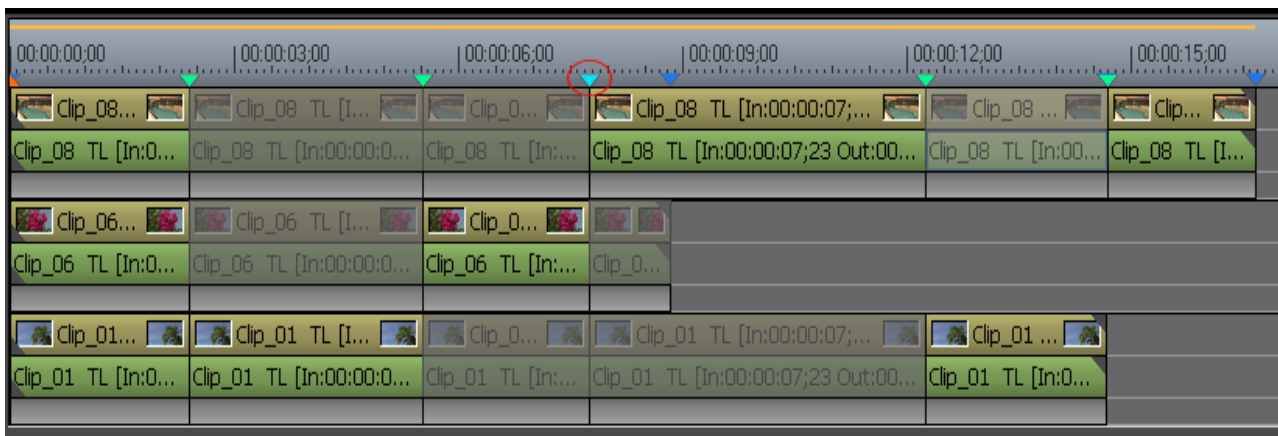 00:00:00;00 00:00:03;00 00:00:06;00 00:00:09;00 00:00:12;00 00:00:15;00
Clip_08... Clip_08 TL [I... Clip_0... Clip_08 TL [In:00:00:07;... Clip_08 ... Clip...
Clip_08 TL [In:0... Clip_08 TL [In:00:00:0... Clip_08 TL [In:... Clip_08 TL [In:00:00:07;23 Out:00... Clip_08 TL [In:00... Clip_08 TL [I...
Clip_06... Clip_06 TL [I... Clip_0...
Clip_06 TL [In:0... Clip_06 TL [In:00:00:0... Clip_06 TL [In:... Clip_0...
Clip_01... Clip_01 TL [I... Clip_0... Clip_01 TL [In:00:00:07;... Clip_01 ...
Clip_01 TL [In:0... Clip_01 TL [In:00:00:0... Clip_01 TL [In:... Clip_01 TL [In:00:00:07;23 Out:00... Clip_01 TL [In:0...